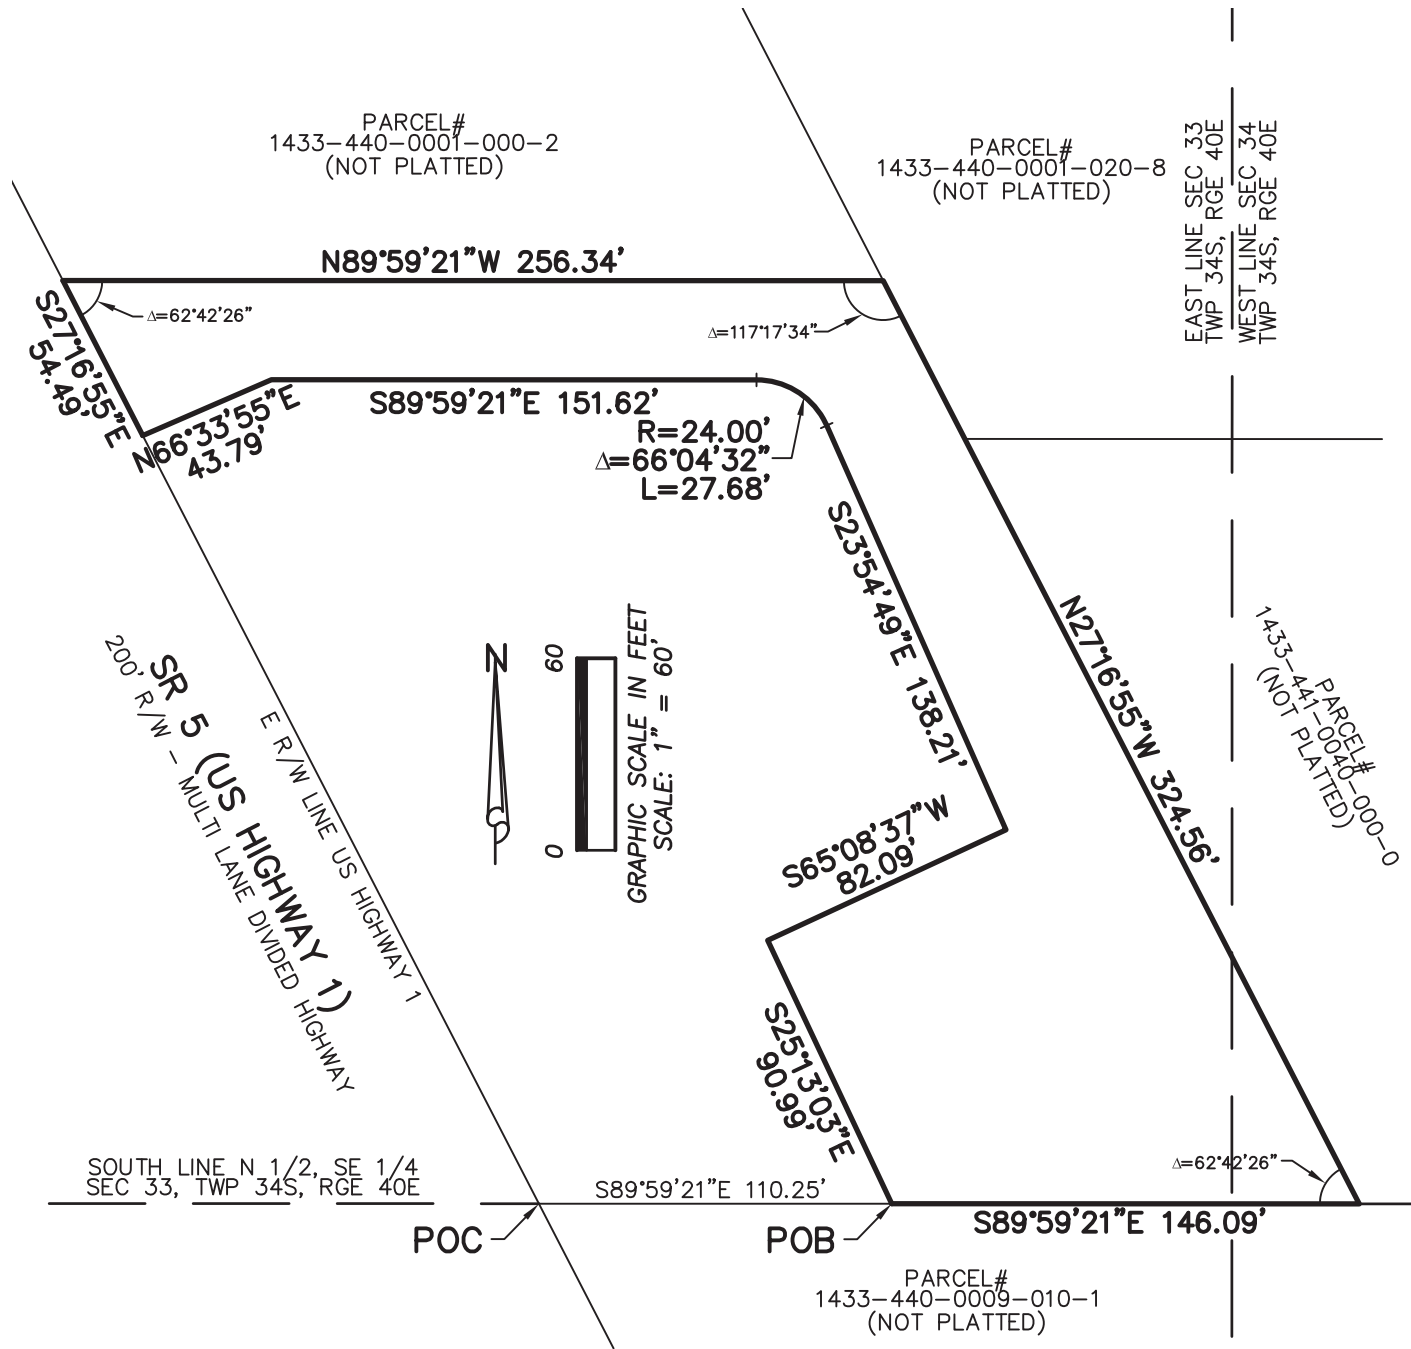 PARCEL#
1433-440-0001-000-2
(NOT PLATTED)
PARCEL#
1433-440-0001-020-8
(NOT PLATTED)
EAST LINE SEC 33
TWP 34S, RGE 40E
WEST LINE SEC 34
TWP 34S, RGE 40E
N89°59'21"W 256.34'
Δ=62°42'26"
Δ=117°17'34"
S27°16'55"E
54.49'
N66°33'55"E
43.79'
S89°59'21"E 151.62'
R=24.00'
Δ=66°04'32"
L=27.68'
S23°54'49"E 138.21'
N27°16'55"W 324.56'
PARCEL#
1433-441-0040-000-0
(NOT PLATTED)
SR 5 (US HIGHWAY 1)
200' R/W - MULTI LANE DIVIDED HIGHWAY
E R/W LINE US HIGHWAY 1
N
60
0
GRAPHIC SCALE IN FEET
SCALE: 1" = 60'
S65°08'37"W
82.09'
S25°13'03"E
90.99'
SOUTH LINE N 1/2, SE 1/4
SEC 33, TWP 34S, RGE 40E
S89°59'21"E 110.25'
Δ=62°42'26"
POC
POB
S89°59'21"E 146.09'
PARCEL#
1433-440-0009-010-1
(NOT PLATTED)